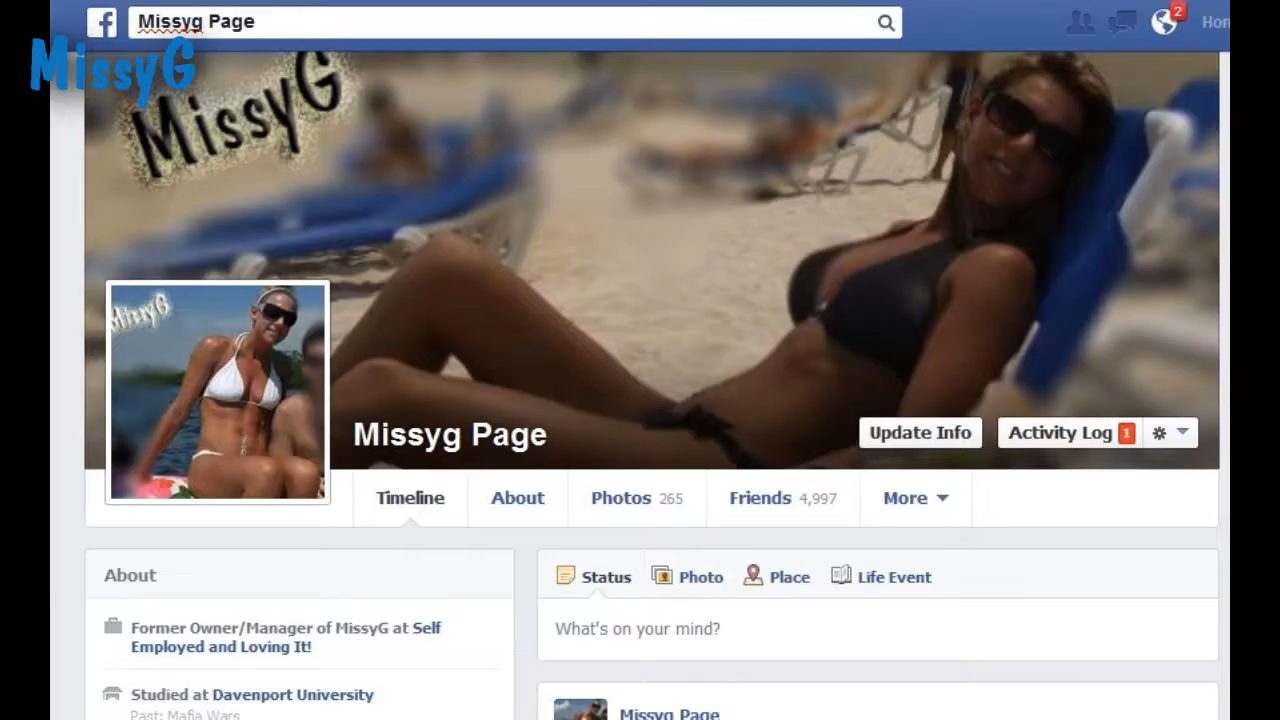 Missyg Page
2
MissyG
MissyG
MissyG
Missyg Page
Update Info
Activity Log 1
Timeline
About
Photos 265
Friends 4,997
More
About
Status
Photo
Place
Life Event
Former Owner/Manager of MissyG at Self
Employed and Loving It!
What's on your mind?
Studied at Davenport University
Past: Mafia Wars
Missyg Page